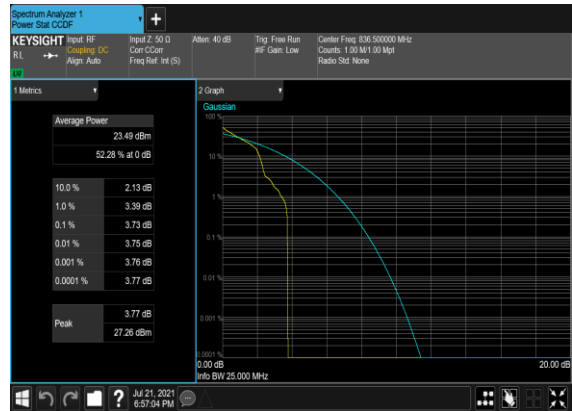 Spectrum Analyzer 1
Power Stat CCDF
+
KEYSIGHT
Input: RF
Input Z: 50 Ω
Atten: 40 dB
Trig: Free Run
Center Freq: 836.500000 MHz
RL
Coupling: DC
Corr CCorr
#IF Gain: Low
Counts: 1.00 M/1.00 Mpt
Align: Auto
Freq Ref: Int (S)
Radio Std: None
1 Metrics
2 Graph
Gaussian
Average Power
23.49 dBm
52.28 % at 0 dB
10.0 % 2.13 dB
1.0 % 3.39 dB
0.1 % 3.73 dB
0.01 % 3.75 dB
0.001 % 3.76 dB
0.0001 % 3.77 dB
Peak
3.77 dB
27.26 dBm
100 %
10 %
1 %
0.1 %
0.01 %
0.001 %
0.0001 %
0.00 dB
20.00 dB
Info BW 25.000 MHz
?
Jul 21, 2021
6:57:04 PM